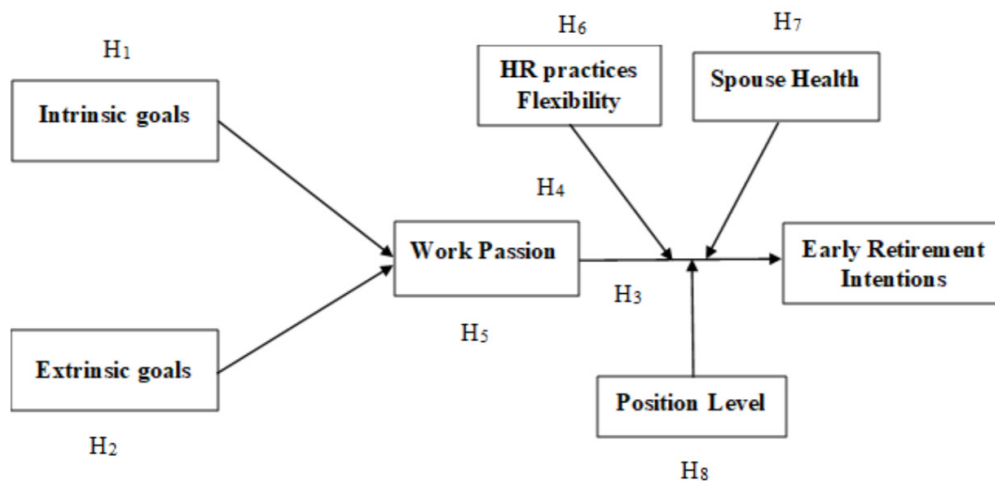 H1
Intrinsic goals
H6
HR practices
Flexibility
H7
Spouse Health
H4
Work Passion
H5
H3
Early Retirement
Intentions
Extrinsic goals
H2
Position Level
H8